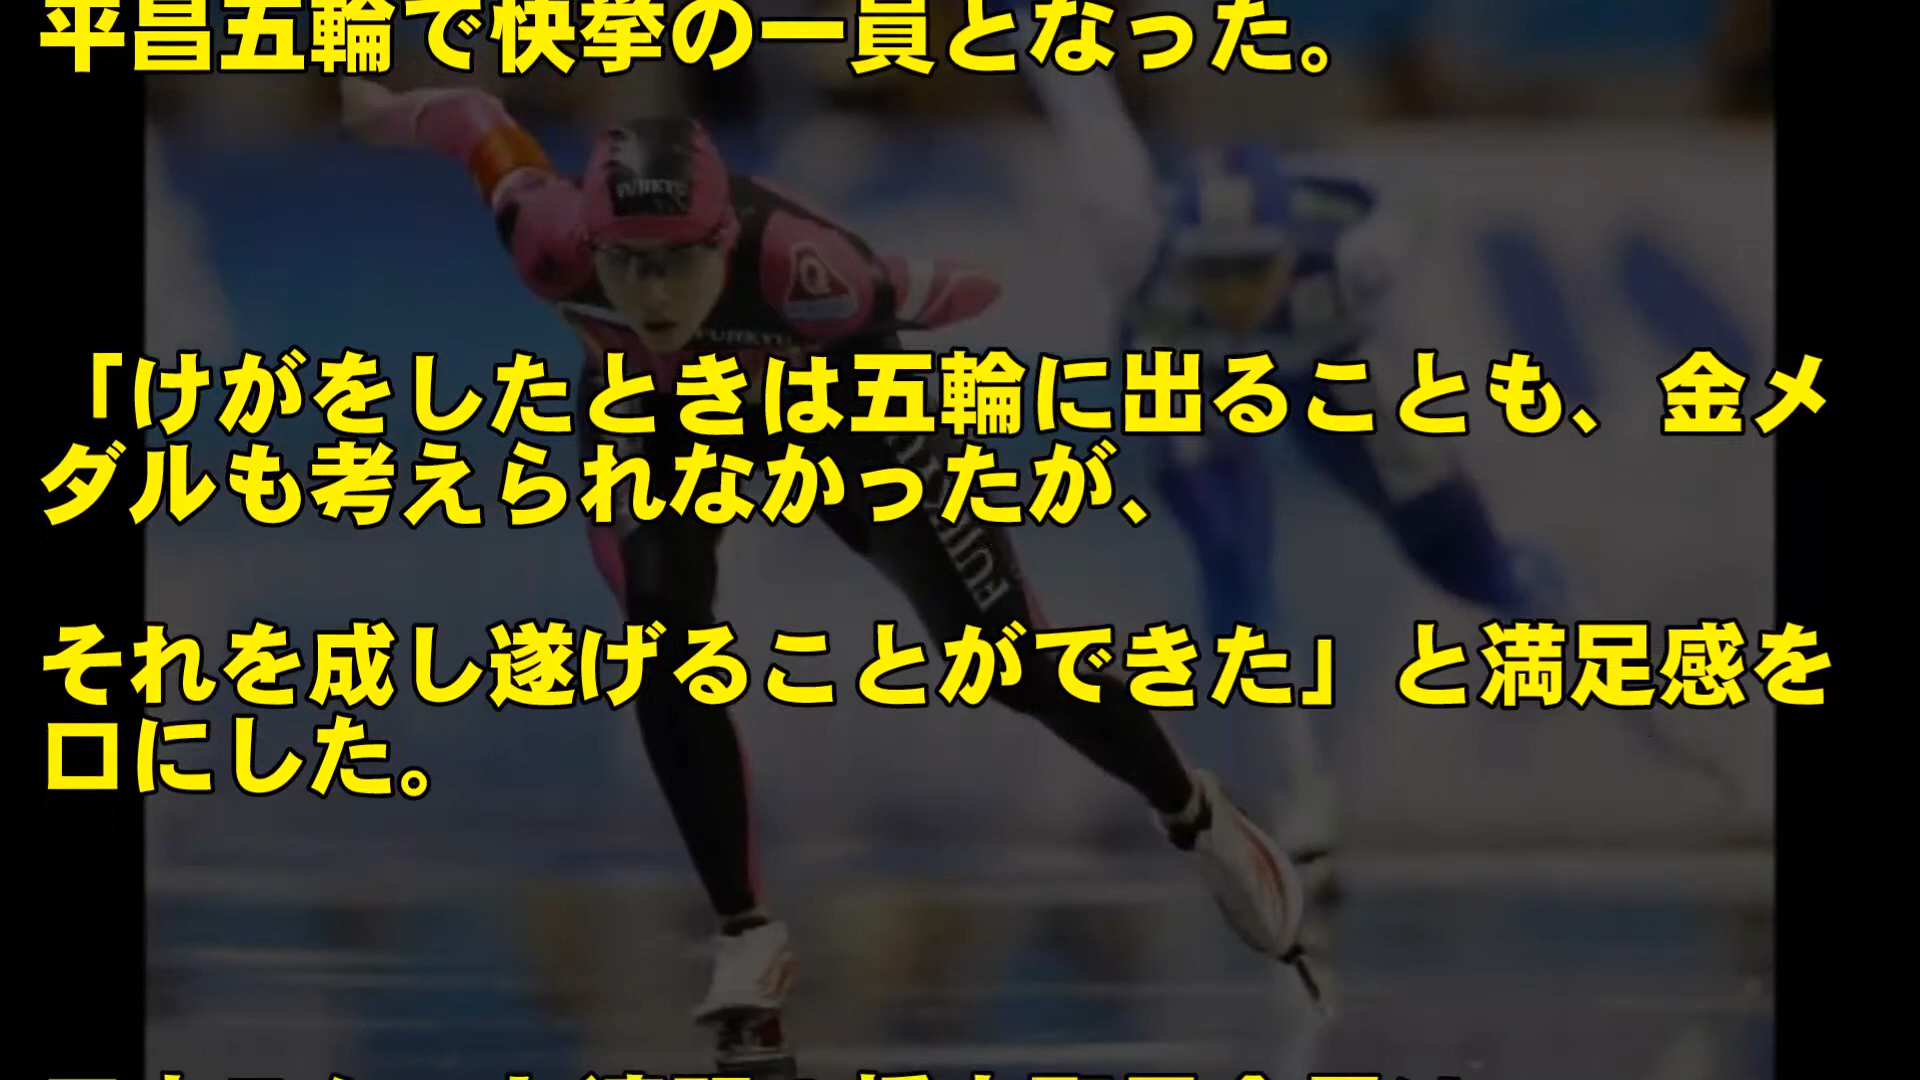 平昌五輪で快挙の一員となった。
「けがをしたときは五輪に出ることも、金メ
ダルも考えられなかったが、
それを成し遂げることができた」と満足感を
口にした。
FUJIKYU
FUJIKYU